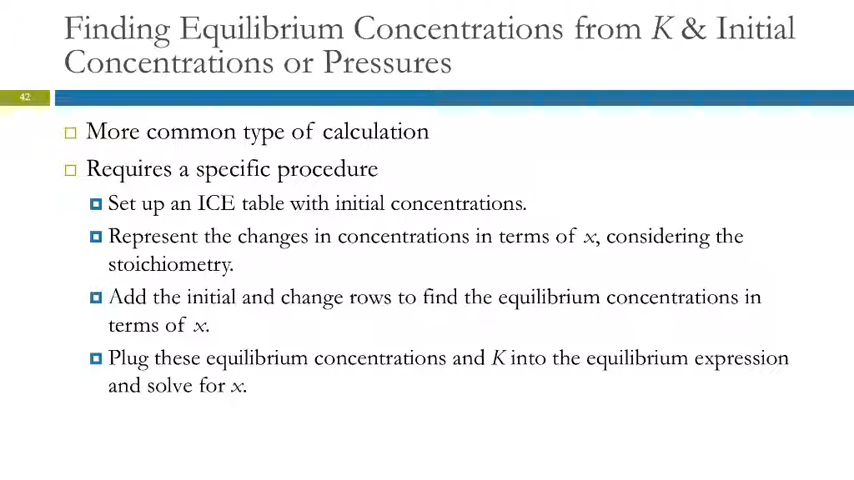 Finding Equilibrium Concentrations from K & Initial
Concentrations or Pressures
42
More common type of calculation
Requires a specific procedure
Set up an ICE table with initial concentrations.
Represent the changes in concentrations in terms of x, considering the
stoichiometry.
Add the initial and change rows to find the equilibrium concentrations in
terms of x.
Plug these equilibrium concentrations and K into the equilibrium expression
and solve for x.